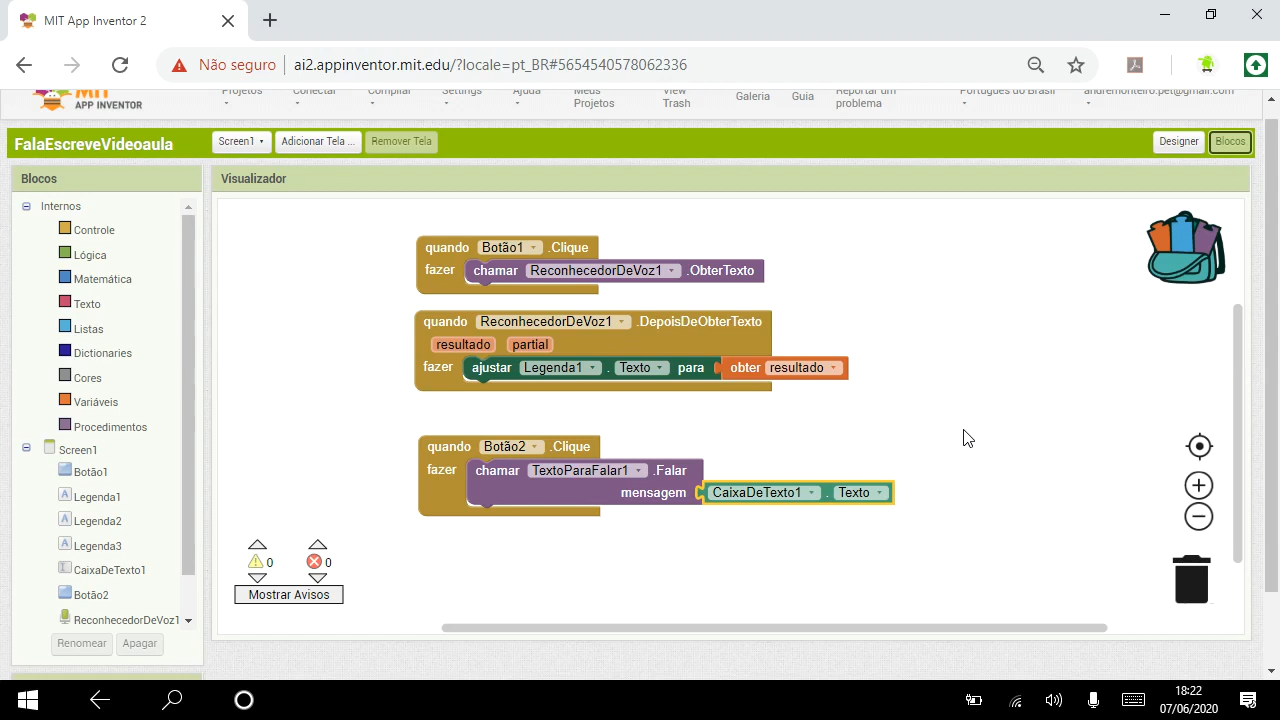 MIT App Inventor 2
Não seguro
ai2.appinventor.mit.edu/?locale=pt_BR#5654540578062336
MIT
APP INVENTOR
Projetos
Conectar
Compilar
Settings
Ajuda
Meus
Projetos
View
Trash
Galeria
Guia
Reportar um
problema
Português do Brasil
andremonteiro.pet@gmail.com
FalaEscreveVideoaula
Screen1
Adicionar Tela ...
Remover Tela
Designer
Blocos
Blocos
Visualizador
Internos
Controle
Lógica
Matemática
Texto
Listas
Dictionaries
Cores
Variáveis
Procedimentos
Screen1
Botão1
Legenda1
Legenda2
Legenda3
CaixaDeTexto1
Botão2
ReconhecedorDeVoz1
Renomear
Apagar
quando Botão1 .Clique
fazer chamar ReconhecedorDeVoz1 .ObterTexto
quando ReconhecedorDeVoz1 .DepoisDeObterTexto
resultado partial
fazer ajustar Legenda1 . Texto para obter resultado
quando Botão2 .Clique
fazer chamar TextoParaFalar1 .Falar
mensagem CaixaDeTexto1 . Texto
0 0
Mostrar Avisos
18:22
07/06/2020